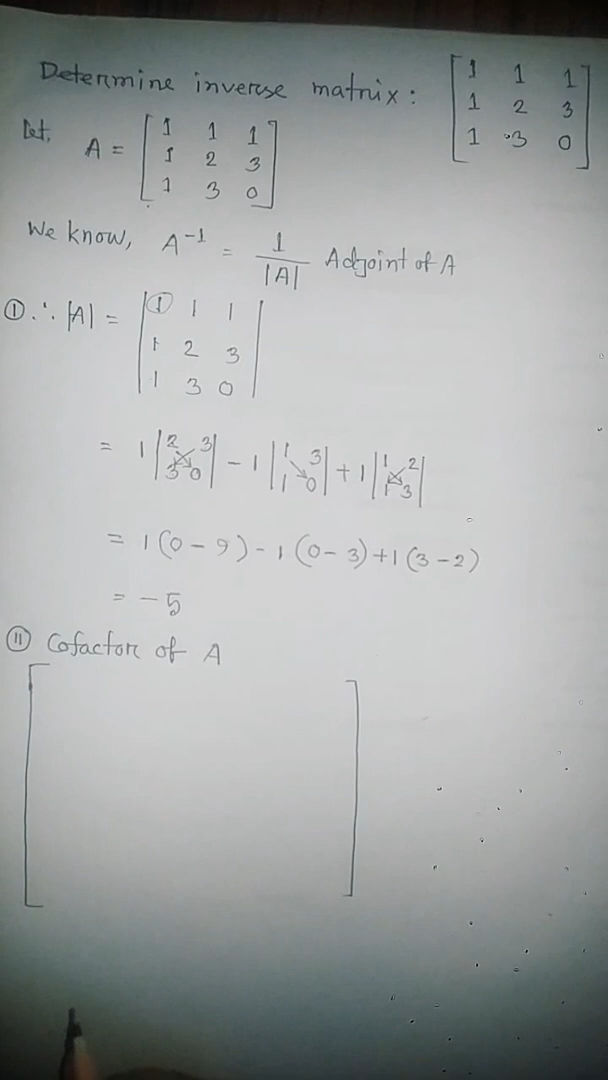 Determine inverse matrix: [1 1 1
1 2 3
1 3 0]
Let, A = [1 1 1
1 2 3
1 3 0]
We know, A⁻¹ = 1/|A| Adjoint of A
① ∴ |A| = |1 1 1
1 2 3
1 3 0|
= 1 |2 3 3 0| - 1 |1 3 1 0| + 1 |1 2 1 3|
= 1(0-9) - 1(0-3) + 1(3-2)
= -5
⑪ Cofactor of A